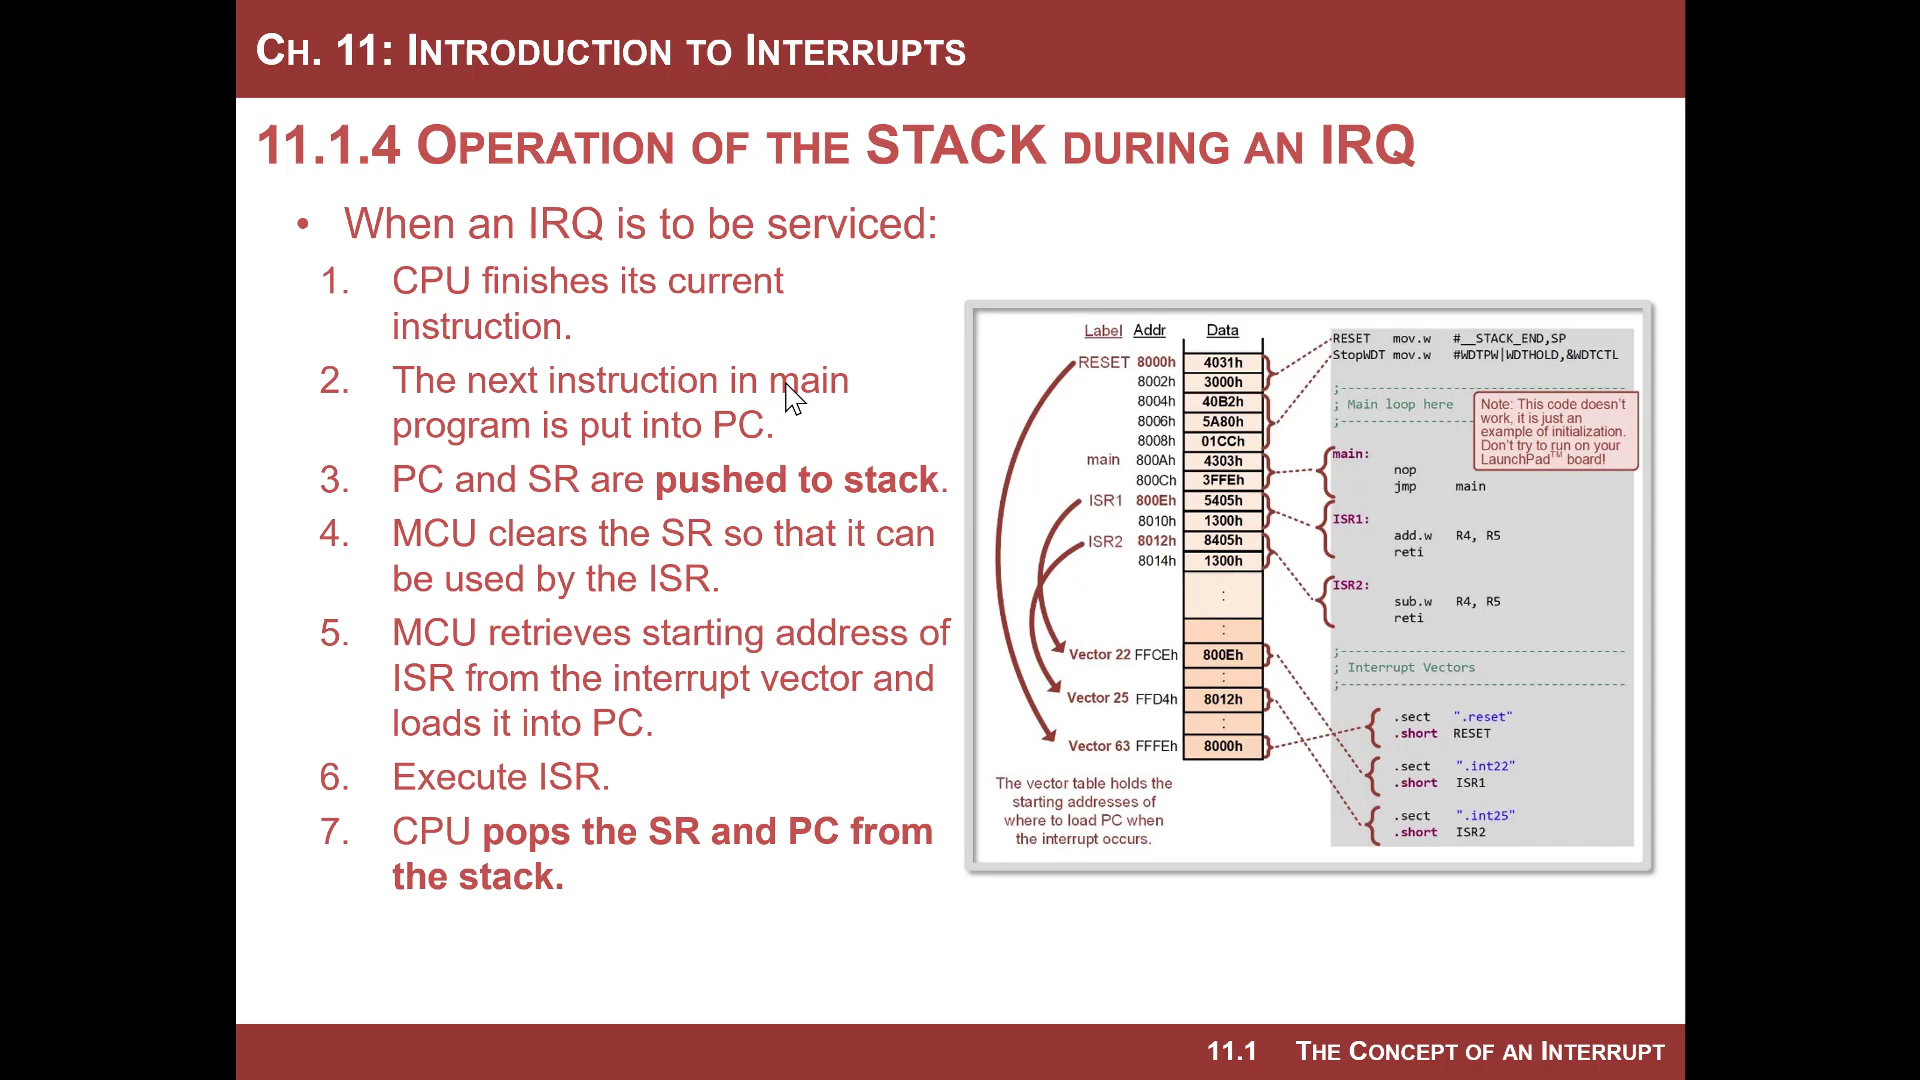 CH. 11: INTRODUCTION TO INTERRUPTS
11.1.4 OPERATION OF THE STACK DURING AN IRQ
• When an IRQ is to be serviced:
1. CPU finishes its current
instruction.
2. The next instruction in main
program is put into PC.
3. PC and SR are pushed to stack.
4. MCU clears the SR so that it can
be used by the ISR.
5. MCU retrieves starting address of
ISR from the interrupt vector and
loads it into PC.
6. Execute ISR.
7. CPU pops the SR and PC from
the stack.
Label Addr Data
RESET 8000h 4031h
8002h 3000h
8004h 40B2h
8006h 5A80h
8008h 01CCh
main 800Ah 4303h
800Ch 3FFEh
ISR1 800Eh 5405h
8010h 1300h
ISR2 8012h 8405h
8014h 1300h
:
:
Vector 22 FFCEh 800Eh
:
Vector 25 FFD4h 8012h
:
Vector 63 FFFEh 8000h
The vector table holds the
starting addresses of
where to load PC when
the interrupt occurs.
RESET mov.w #__STACK_END,SP
StopWDT mov.w #WDTPW|WDTHOLD,&WDTCTL
;--------------------------------------
; Main loop here
;------------------
Note: This code doesn't
work, it is just an
example of initialization.
Don't try to run on your
LaunchPad™ board!
main:
nop
jmp main
ISR1:
add.w R4, R5
reti
ISR2:
sub.w R4, R5
reti
;--------------------------------------
; Interrupt Vectors
;--------------------------------------
.sect ".reset"
.short RESET
.sect ".int22"
.short ISR1
.sect ".int25"
.short ISR2
11.1 THE CONCEPT OF AN INTERRUPT